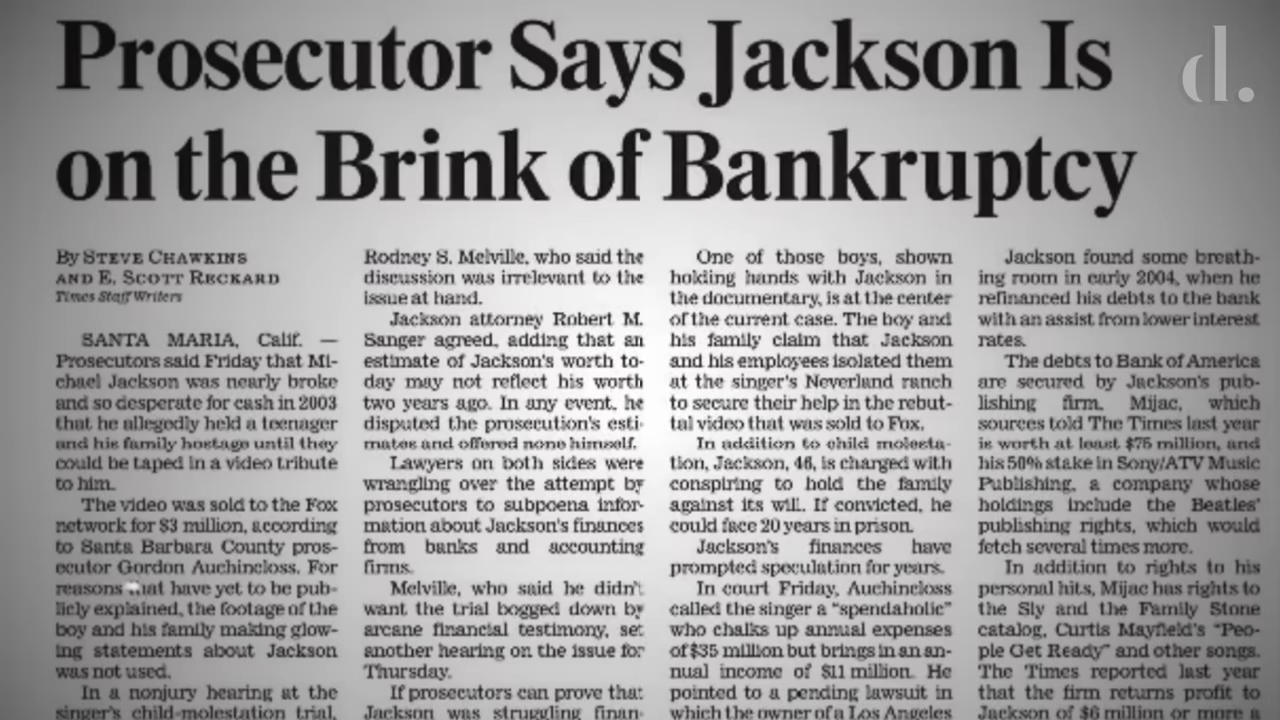 Prosecutor Says Jackson Is
on the Brink of Bankruptcy
d.
By STEVE CHAWKINS
AND E. SCOTT RECKARD
Times Staff Writers
SANTA MARIA, Calif. —
Prosecutors said Friday that Mi-
chael Jackson was nearly broke
and so desperate for cash in 2003
that he allegedly held a teenager
and his family hostage until they
could be taped in a video tribute
to him.
The video was sold to the Fox
network for $3 million, according
to Santa Barbara County pros-
ecutor Gordon Auchincloss. For
reasons that have yet to be pub-
licly explained, the footage of the
boy and his family making glow-
ing statements about Jackson
was not used.
In a nonjury hearing at the
singer's child-molestation trial,
Rodney S. Melville, who said the
discussion was irrelevant to the
issue at hand.
Jackson attorney Robert M.
Sanger agreed, adding that an
estimate of Jackson's worth to-
day may not reflect his worth
two years ago. In any event, he
disputed the prosecution's esti-
mates and offered none himself.
Lawyers on both sides were
wrangling over the attempt by
prosecutors to subpoena infor-
mation about Jackson's finances
from banks and accounting
firms.
Melville, who said he didn't
want the trial bogged down by
arcane financial testimony, set
another hearing on the issue for
Thursday.
If prosecutors can prove that
Jackson was struggling finan-
One of those boys, shown
holding hands with Jackson in
the documentary, is at the center
of the current case. The boy and
his family claim that Jackson
and his employees isolated them
at the singer's Neverland ranch
to secure their help in the rebut-
tal video that was sold to Fox.
In addition to child molesta-
tion, Jackson, 46, is charged with
conspiring to hold the family
against its will. If convicted, he
could face 20 years in prison.
Jackson's finances have
prompted speculation for years.
In court Friday, Auchincloss
called the singer a "spendaholic"
who chalks up annual expenses
of $35 million but brings in an an-
nual income of $11 million. He
pointed to a pending lawsuit in
which the owner of a Los Angeles
Jackson found some breath-
ing room in early 2004, when he
refinanced his debts to the bank
with an assist from lower interest
rates.
The debts to Bank of America
are secured by Jackson's pub-
lishing firm, Mijac, which
sources told The Times last year
is worth at least $75 million, and
his 50% stake in Sony/ATV Music
Publishing, a company whose
holdings include the Beatles'
publishing rights, which would
fetch several times more.
In addition to rights to his
personal hits, Mijac has rights to
the Sly and the Family Stone
catalog, Curtis Mayfield's "Peo-
ple Get Ready" and other songs.
The Times reported last year
that the firm returns profit to
Jackson of $6 million or more a